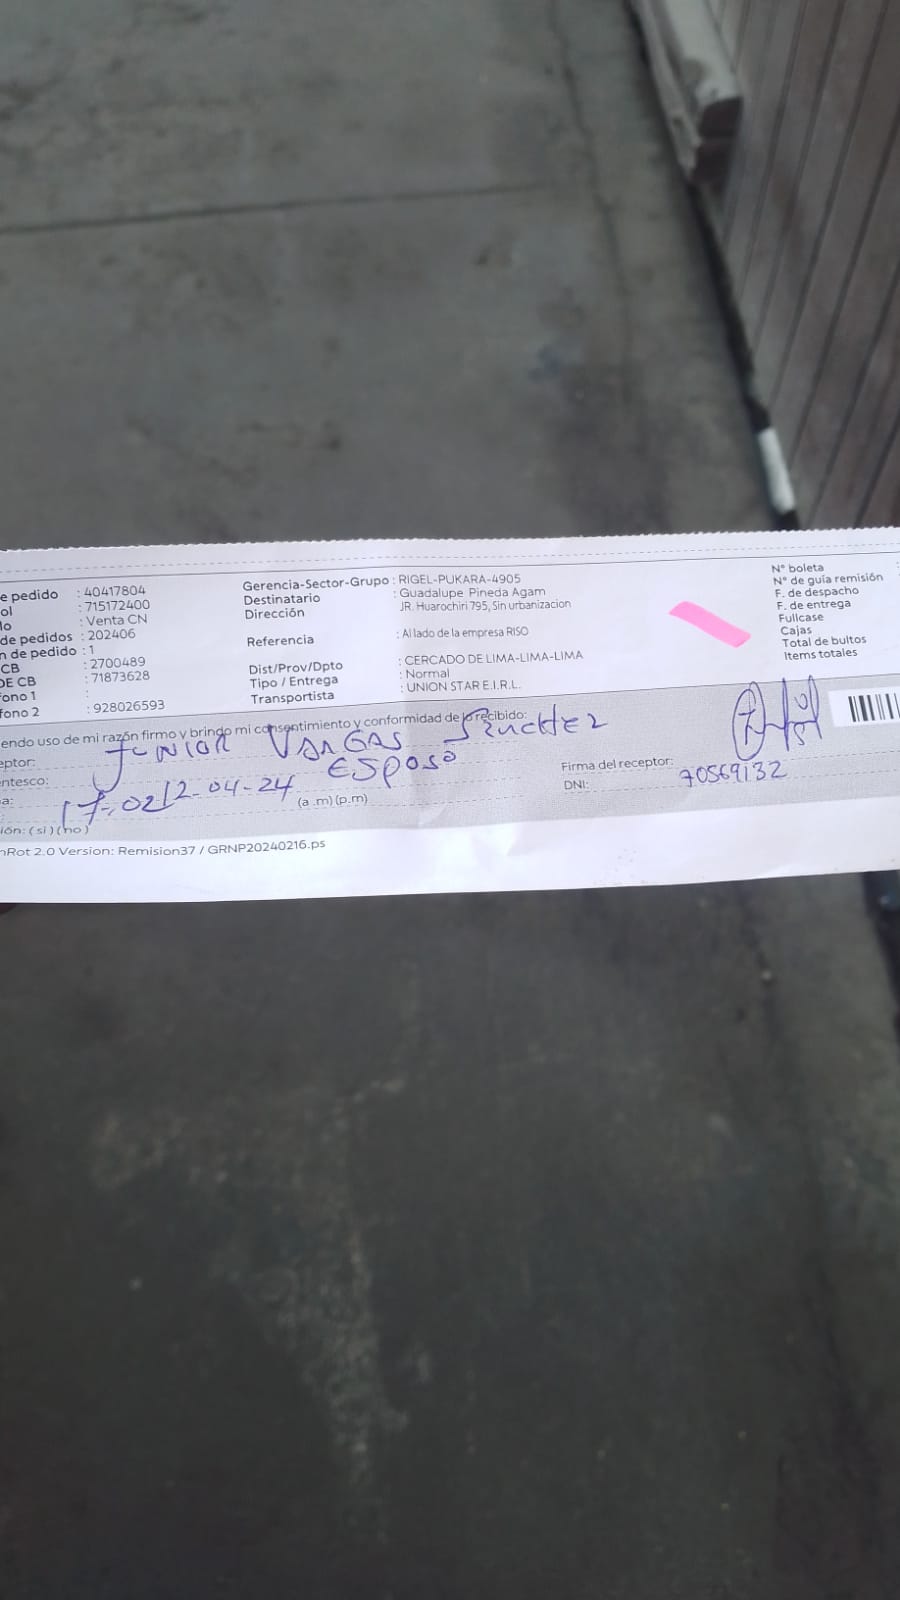 e pedido : 40417804
ol : 715172400
lo : Venta CN
de pedidos : 202406
n de pedido : 1
CB : 2700489
DE CB : 71873628
fono 1 :
fono 2 : 928026593
Gerencia-Sector-Grupo : RIGEL-PUKARA-4905
Destinatario : Guadalupe Pineda Agam
Dirección JR. Huarochiri 795, Sin urbanizacion
Referencia : Al lado de la empresa RISO
Dist/Prov/Dpto : CERCADO DE LIMA-LIMA-LIMA
Tipo / Entrega : Normal
Transportista : UNION STAR E.I.R.L.
N° boleta :
N° de guía remisión
F. de despacho
F. de entrega
Fullcase
Cajas
Total de bultos
Items totales
endo uso de mi razón firmo y brindo mi consentimiento y conformidad de lo recibido:
eptor: JUNIOR VARGAS Sánchez
ntesco: ESPOSO
a: 12-04-24
: 17:02 (a.m) (p.m)
Firma del receptor:
DNI: 70569132
ión: (si) (no)
nRot 2.0 Version: Remision37 / GRNP20240216.ps